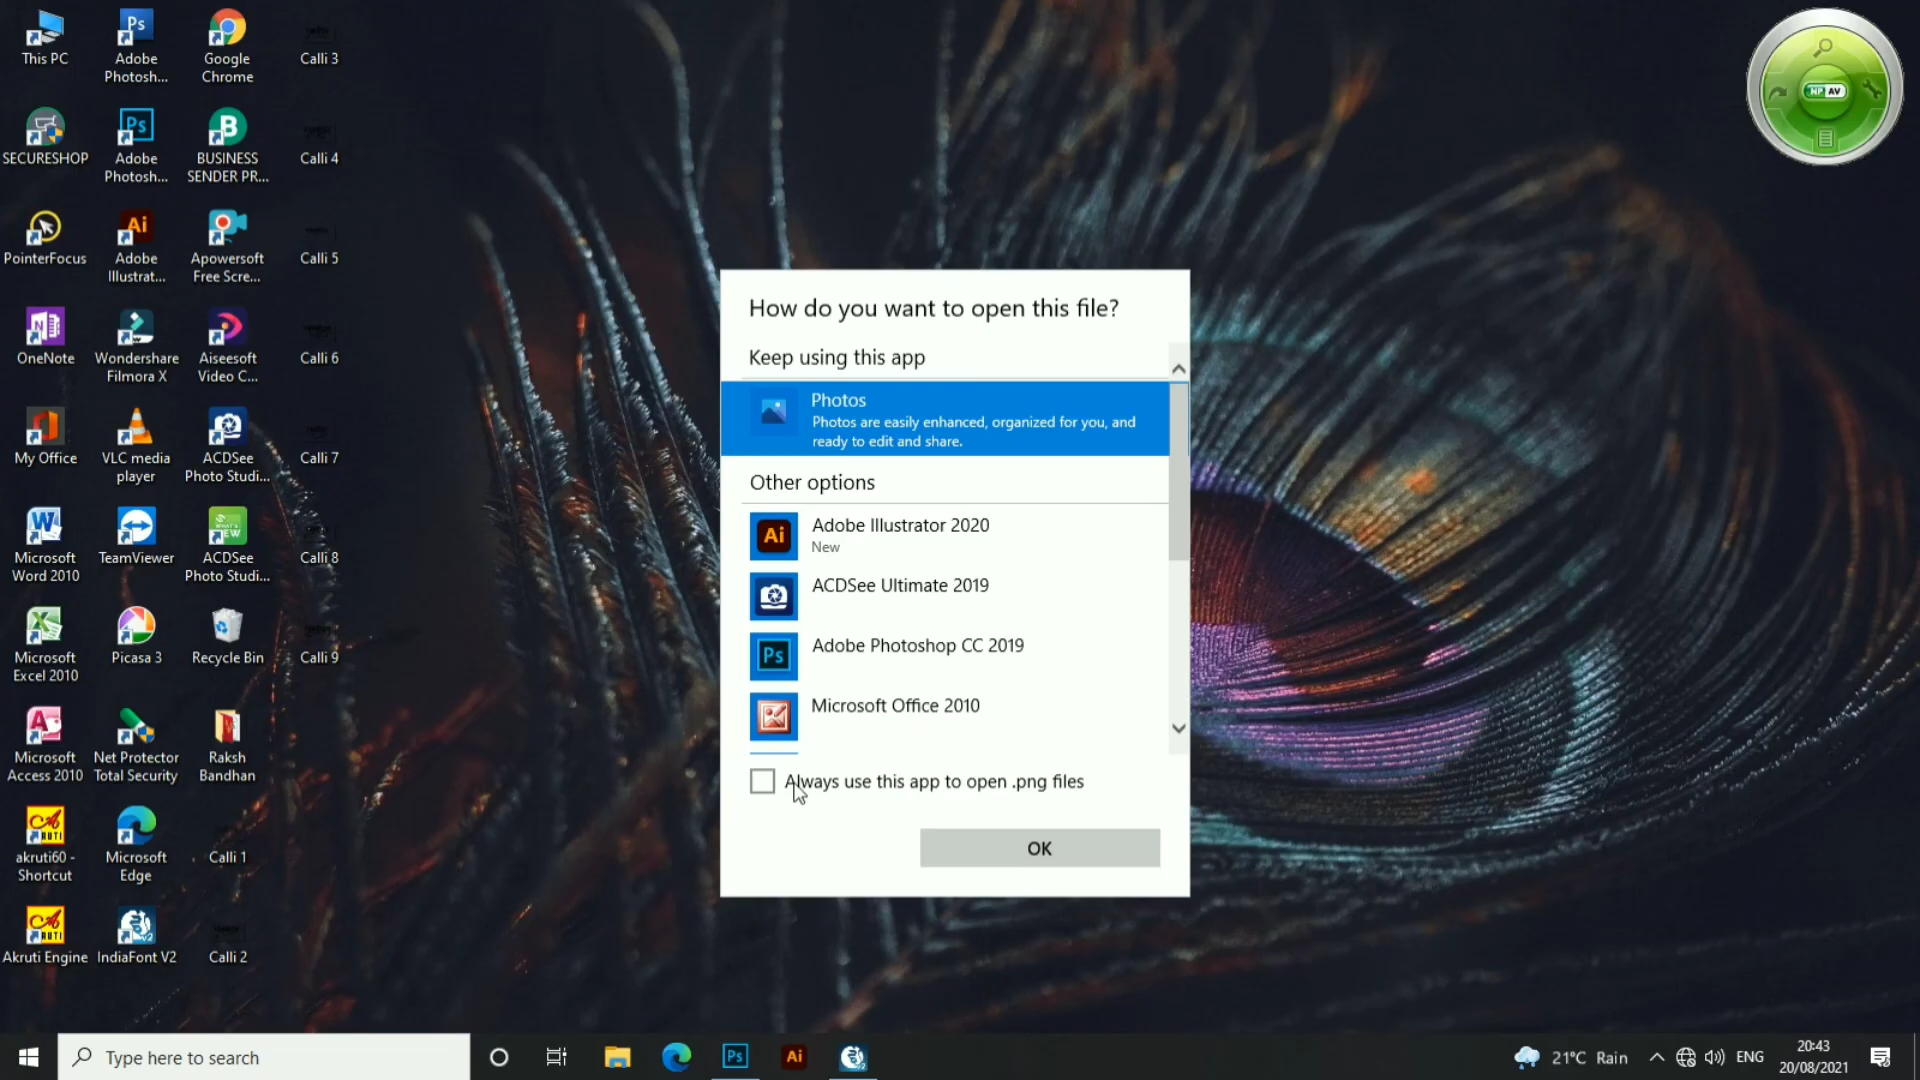 This PC
Adobe
Photosh...
Google
Chrome
Calli 3
SECURESHOP
Adobe
Photosh...
BUSINESS
SENDER PR...
Calli 4
PointerFocus
Adobe
Illustrat...
Apowersoft
Free Scre...
Calli 5
OneNote
Wondershare
Filmora X
Aiseesoft
Video C...
Calli 6
My Office
VLC media
player
ACDSee
Photo Studi...
Calli 7
Microsoft
Word 2010
TeamViewer
ACDSee
Photo Studi...
Calli 8
Microsoft
Excel 2010
Picasa 3
Recycle Bin
Calli 9
Microsoft
Access 2010
Net Protector
Total Security
Raksh
Bandhan
akruti60 -
Shortcut
Microsoft
Edge
Calli 1
Akruti Engine
IndiaFont V2
Calli 2
NP AV
How do you want to open this file?
Keep using this app
Photos
Photos are easily enhanced, organized for you, and
ready to edit and share.
Other options
Adobe Illustrator 2020
New
ACDSee Ultimate 2019
Adobe Photoshop CC 2019
Microsoft Office 2010
Always use this app to open .png files
OK
Type here to search
21°C Rain
ENG
20:43
20/08/2021